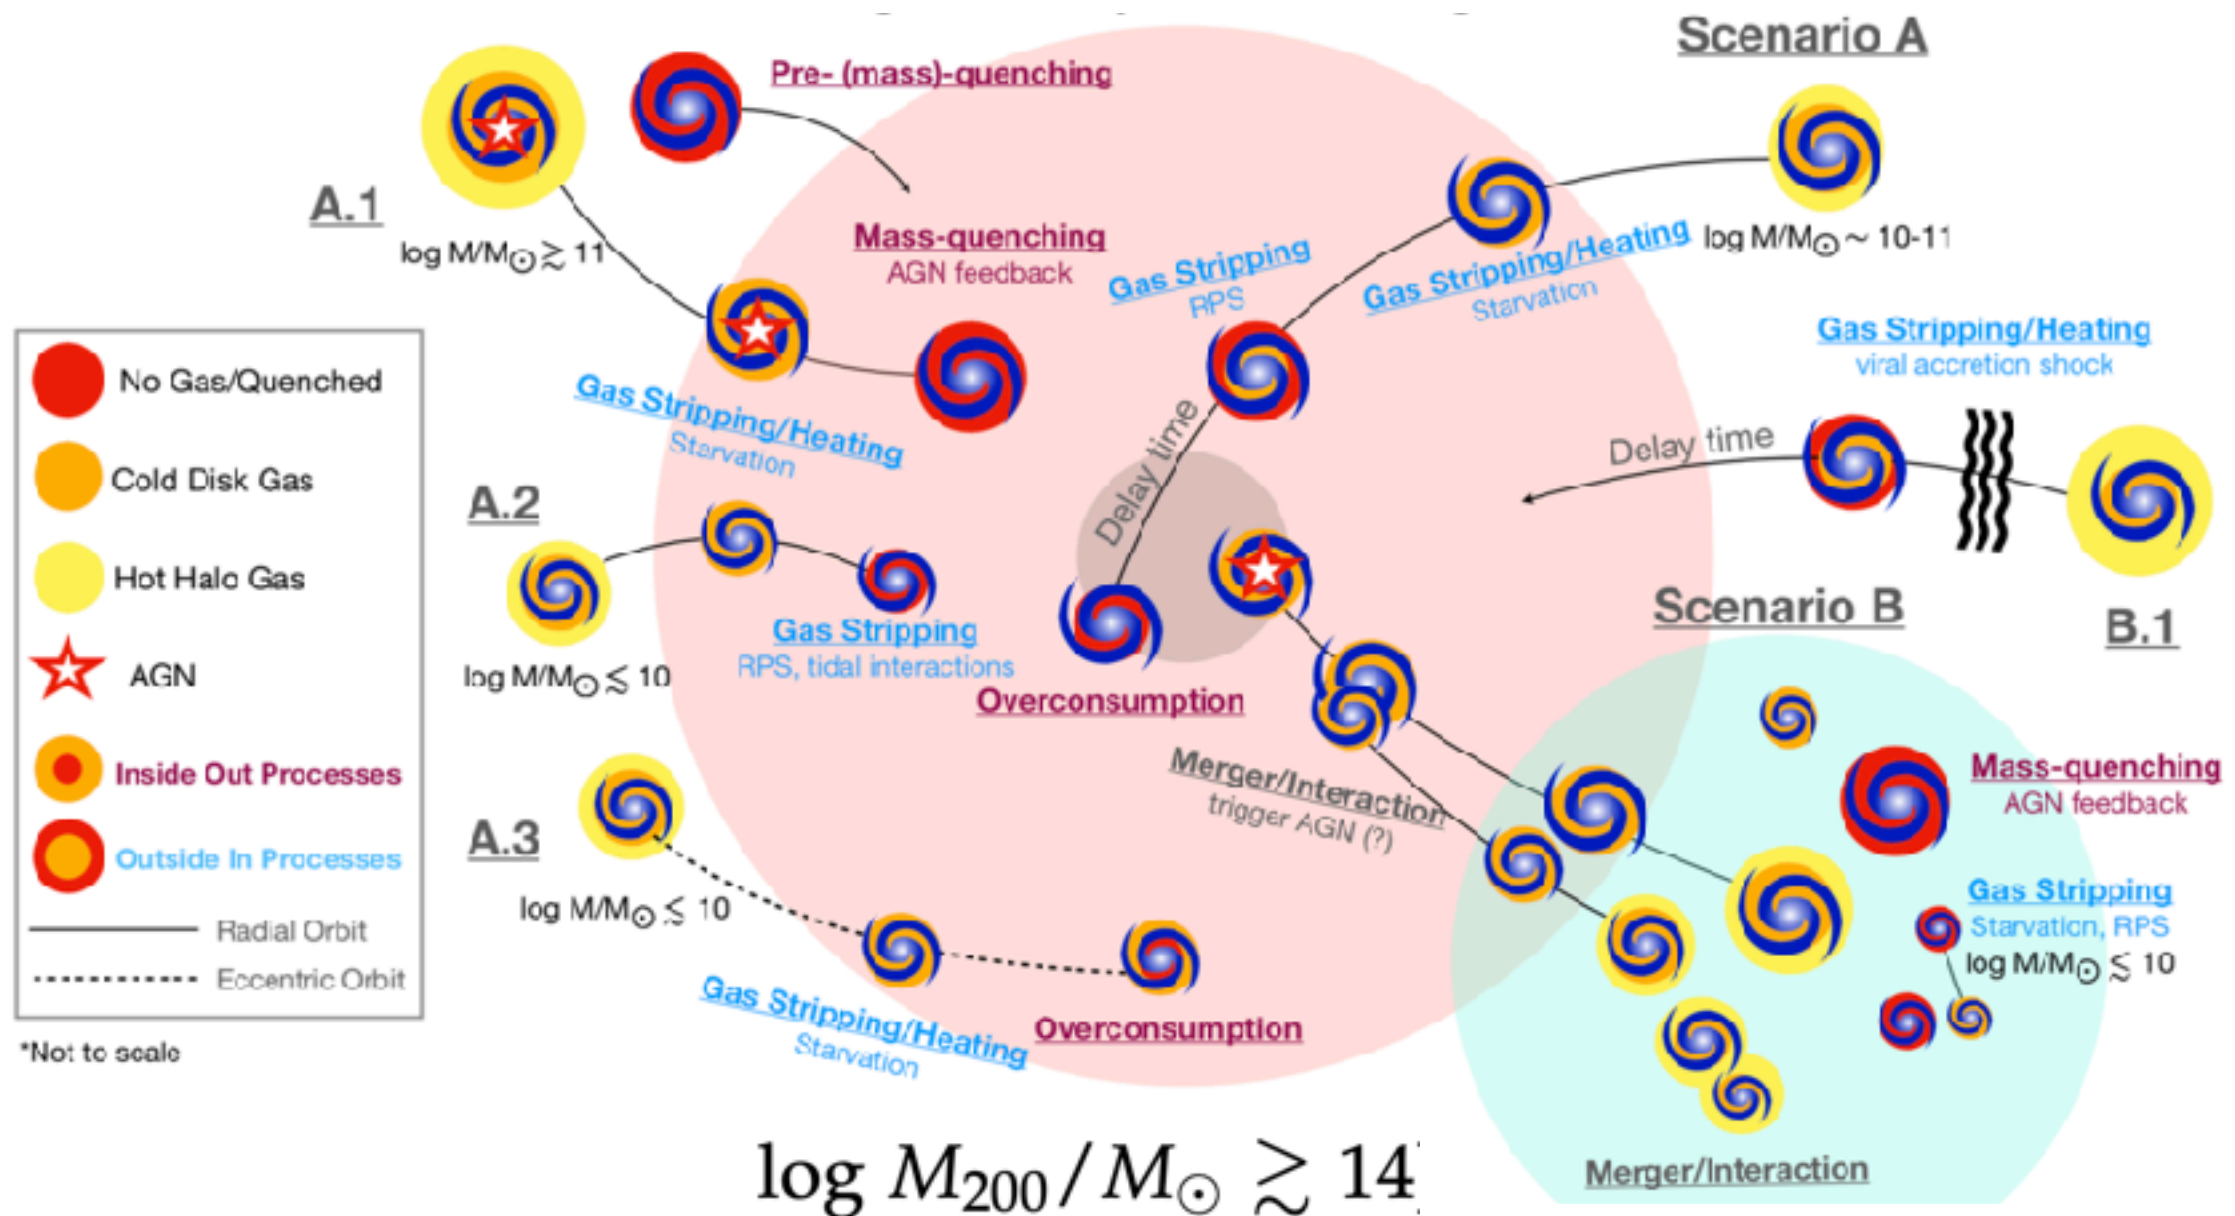 Scenario A
Pre- (mass)-quenching
A.1
log M/M⊙ ≳ 11
Mass-quenching
AGN feedback
Gas Stripping
RPS
Gas Stripping/Heating
Starvation
log M/M⊙ ~ 10-11
Gas Stripping/Heating
viral accretion shock
Delay time
Gas Stripping/Heating
Starvation
Delay time
No Gas/Quenched
Cold Disk Gas
Hot Halo Gas
AGN
Inside Out Processes
Outside In Processes
Radial Orbit
Eccentric Orbit
*Not to scale
A.2
log M/M⊙ ≲ 10
Gas Stripping
RPS, tidal interactions
Overconsumption
Scenario B
B.1
Merger/Interaction
trigger AGN (?)
Mass-quenching
AGN feedback
Gas Stripping
Starvation, RPS
log M/M⊙ ≲ 10
A.3
log M/M⊙ ≲ 10
Gas Stripping/Heating
Starvation
Overconsumption
Merger/Interaction
log M200/M⊙ ≳ 14